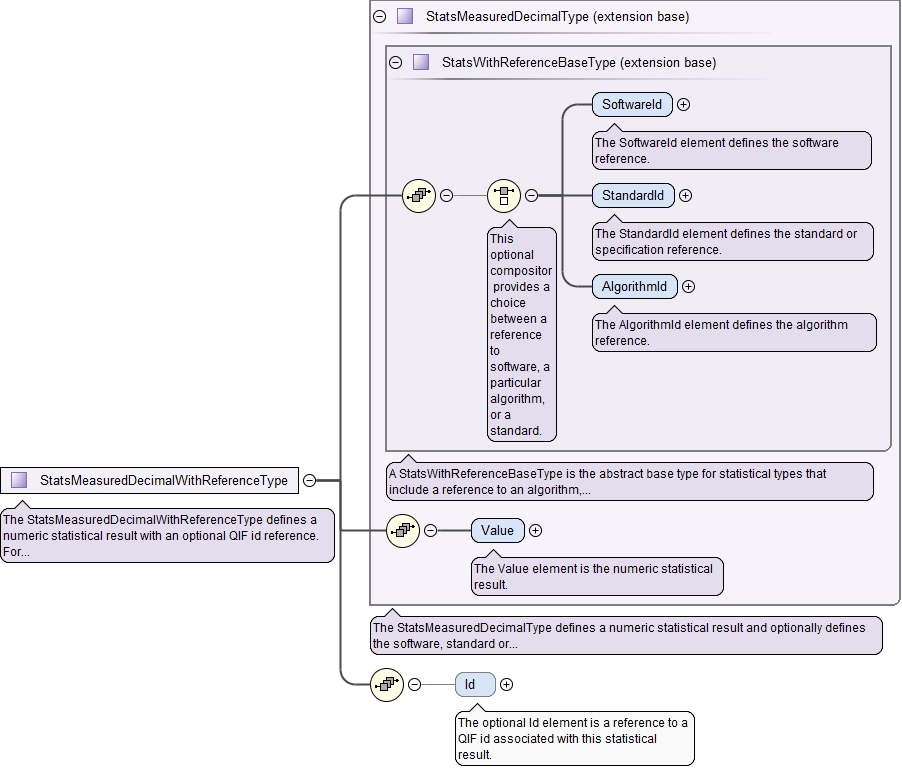 StatsMeasuredDecimalType (extension base)
StatsWithReferenceBaseType (extension base)
SoftwareId
The SoftwareId element defines the software
reference.
StandardId
The StandardId element defines the standard or
specification reference.
This
optional
compositor
provides a
choice
between a
reference
to
software, a
particular
algorithm,
or a
standard.
AlgorithmId
The AlgorithmId element defines the algorithm
reference.
A StatsWithReferenceBaseType is the abstract base type for statistical types that
include a reference to an algorithm,...
StatsMeasuredDecimalWithReferenceType
The StatsMeasuredDecimalWithReferenceType defines a
numeric statistical result with an optional QIF id reference.
For...
Value
The Value element is the numeric statistical
result.
The StatsMeasuredDecimalType defines a numeric statistical result and optionally defines
the software, standard or...
Id
The optional Id element is a reference to a
QIF id associated with this statistical
result.